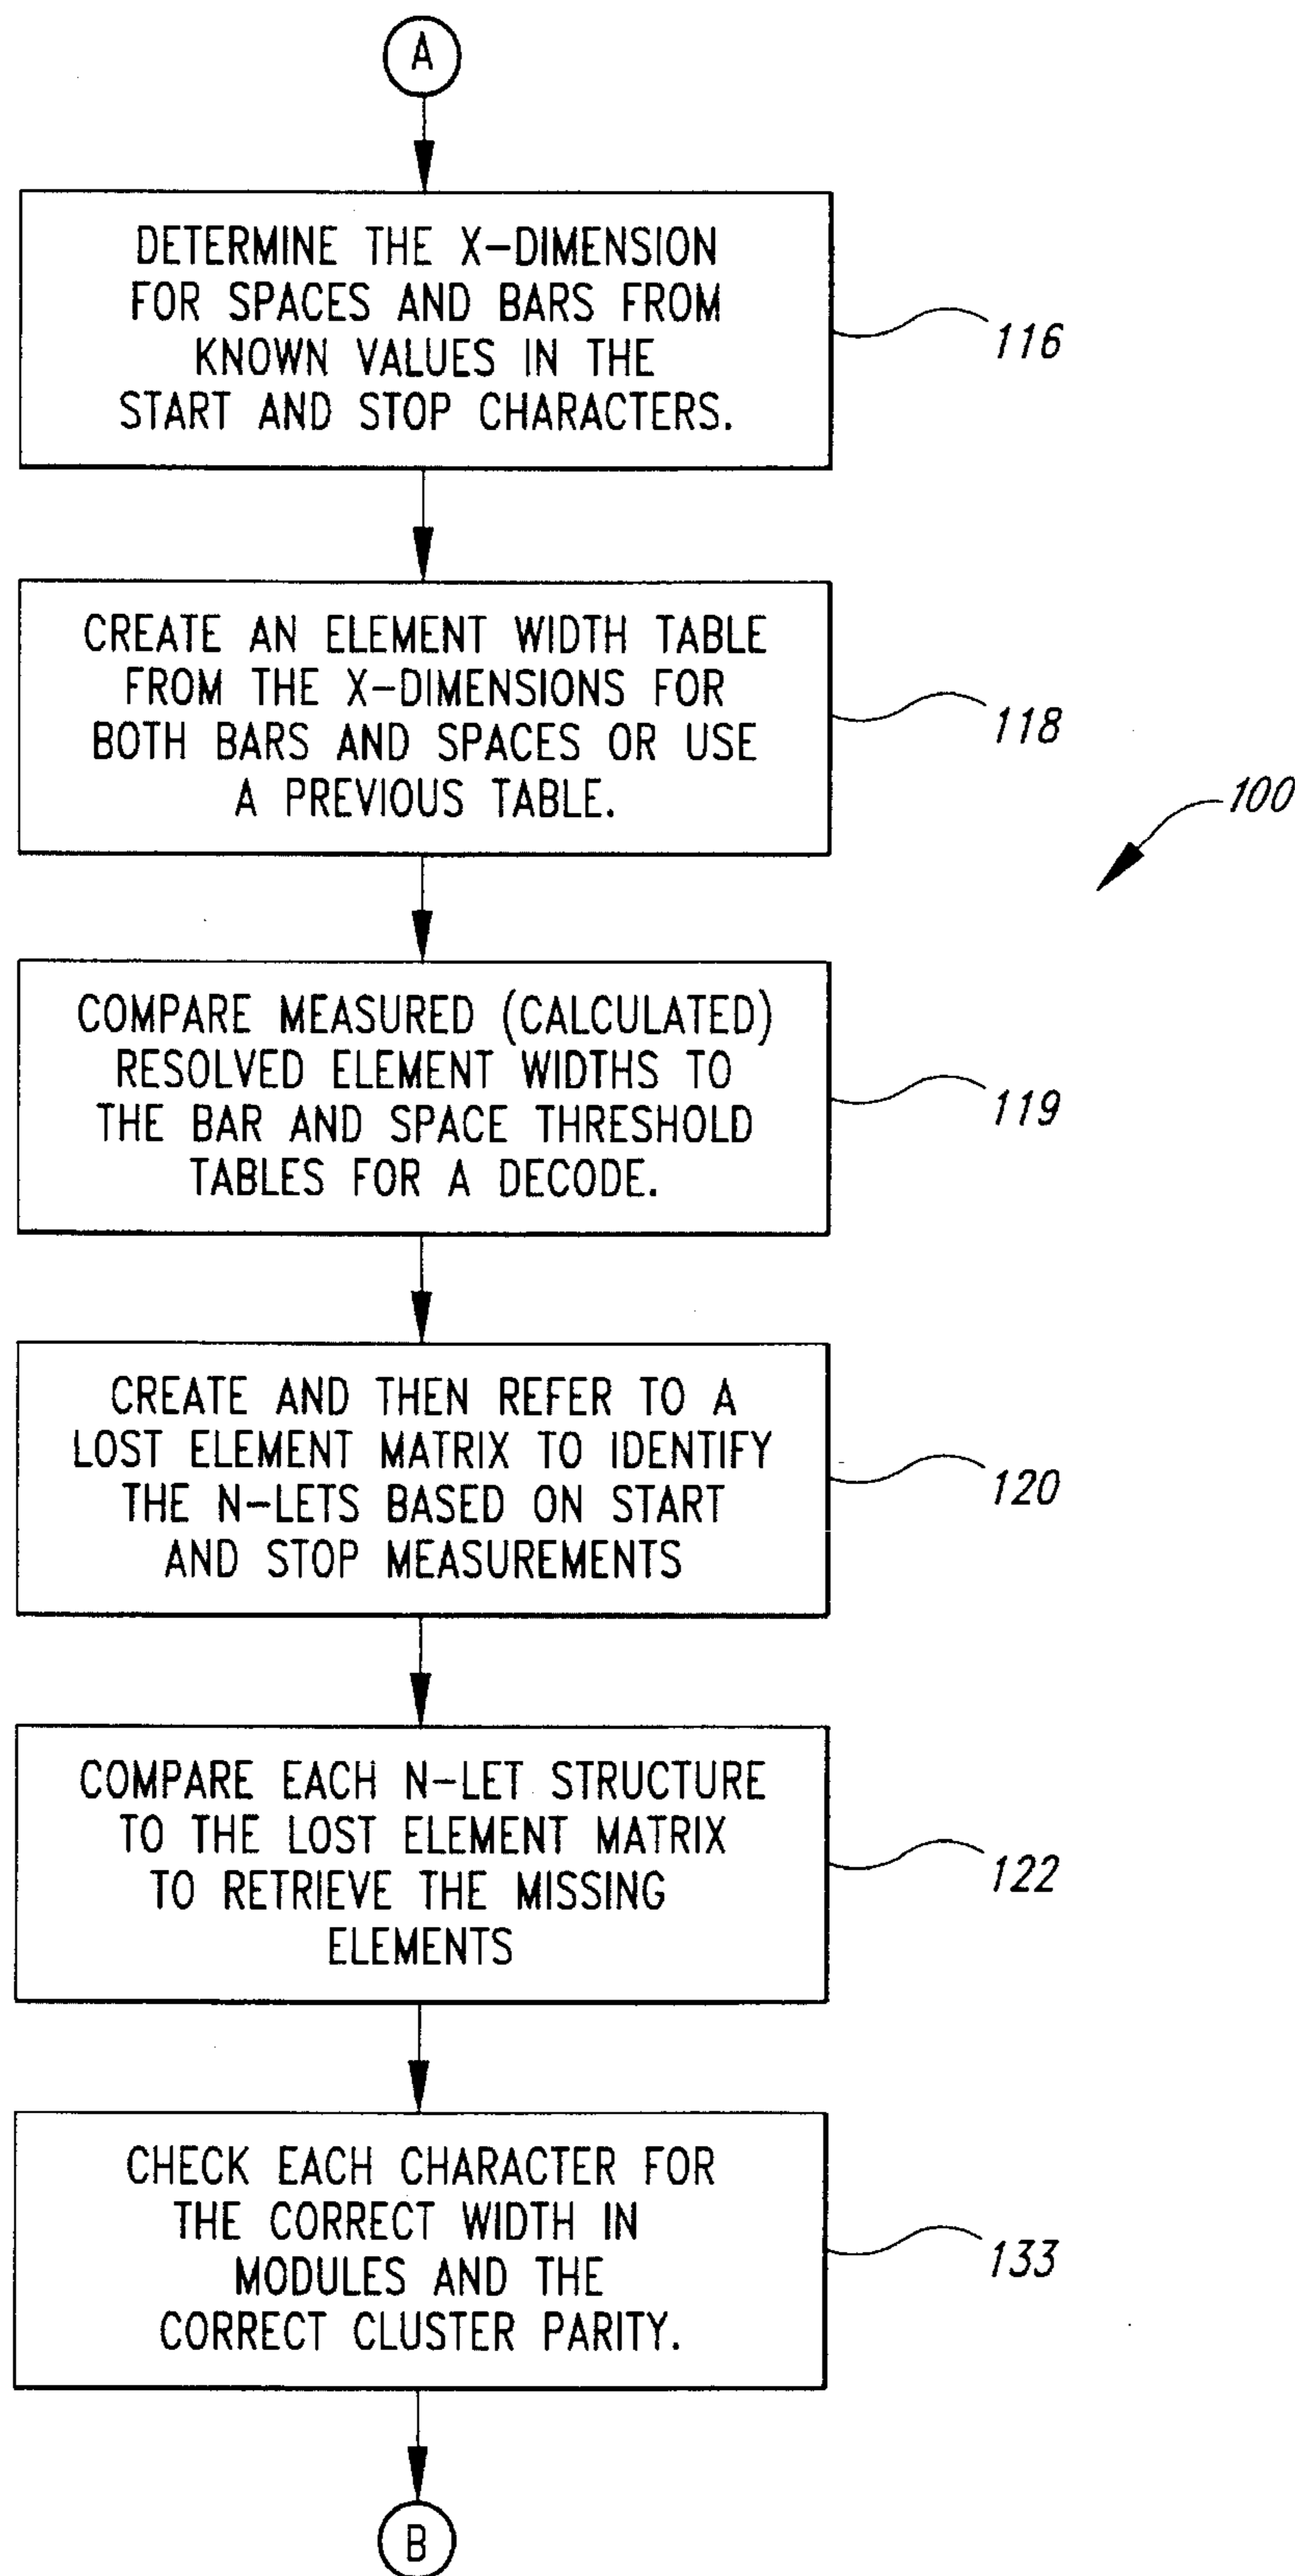 A
DETERMINE THE X-DIMENSION
FOR SPACES AND BARS FROM
KNOWN VALUES IN THE
START AND STOP CHARACTERS.
116
CREATE AN ELEMENT WIDTH TABLE
FROM THE X-DIMENSIONS FOR
BOTH BARS AND SPACES OR USE
A PREVIOUS TABLE.
118
100
COMPARE MEASURED (CALCULATED)
RESOLVED ELEMENT WIDTHS TO
THE BAR AND SPACE THRESHOLD
TABLES FOR A DECODE.
119
CREATE AND THEN REFER TO A
LOST ELEMENT MATRIX TO IDENTIFY
THE N-LETS BASED ON START
AND STOP MEASUREMENTS
120
COMPARE EACH N-LET STRUCTURE
TO THE LOST ELEMENT MATRIX
TO RETRIEVE THE MISSING
ELEMENTS
122
CHECK EACH CHARACTER FOR
THE CORRECT WIDTH IN
MODULES AND THE
CORRECT CLUSTER PARITY.
133
B